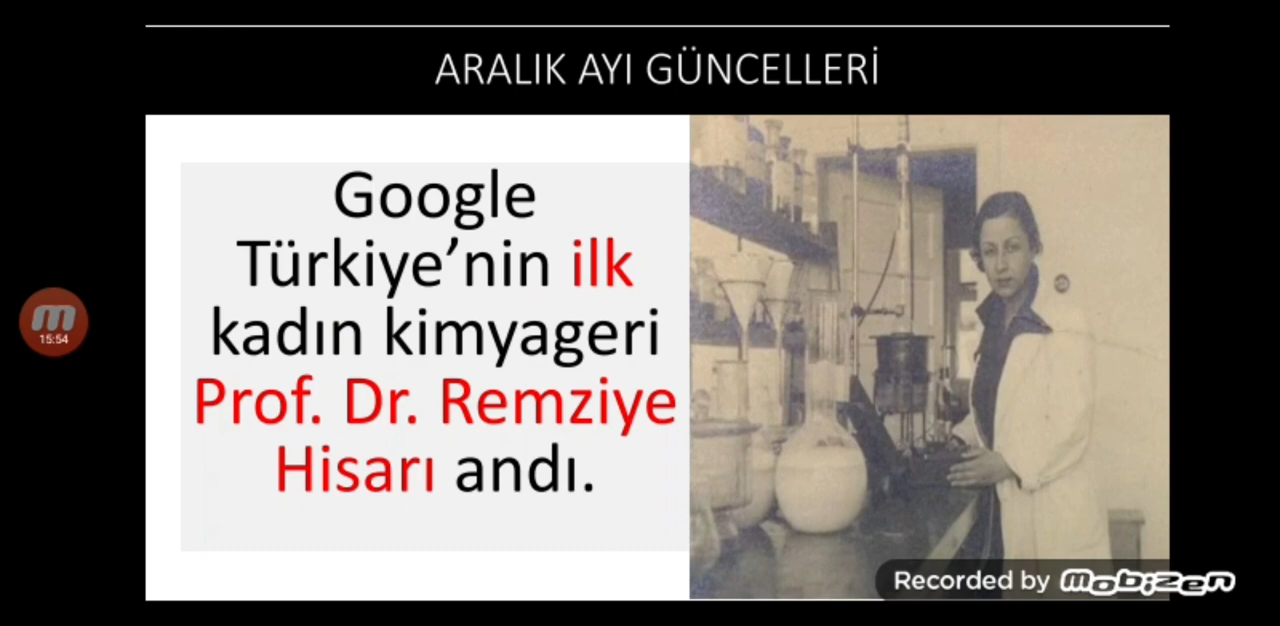 ARALIK AYI GÜNCELLERİ
Google
Türkiye’nin ilk
kadın kimyageri
Prof. Dr. Remziye
Hisarı andı.
m
15:54
Recorded by mobizen